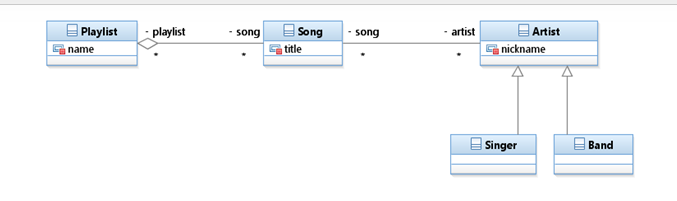 Playlist
name
- playlist
*
- song
*
Song
title
- song
*
- artist
*
Artist
nickname
Singer
Band